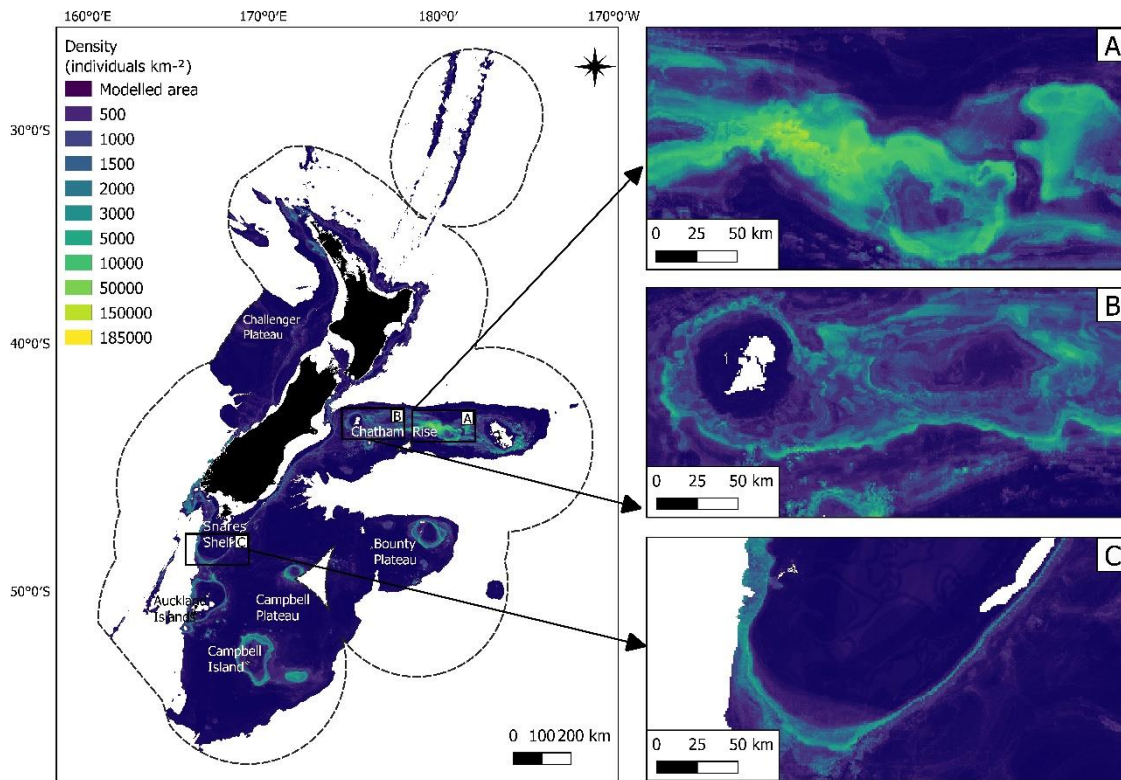 160°0'E 170°0'E 180°0' 170°0'W
30°0'S
40°0'S
50°0'S
Density
(individuals km-²)
Modelled area
500
1000
1500
2000
3000
5000
10000
50000
150000
185000
Challenger
Plateau
B A
Chatham Rise
Snares
Shelf C
Bounty
Plateau
Auckland
Islands
Campbell
Plateau
Campbell
Island
0 100 200 km
A
0 25 50 km
B
0 25 50 km
C
0 25 50 km